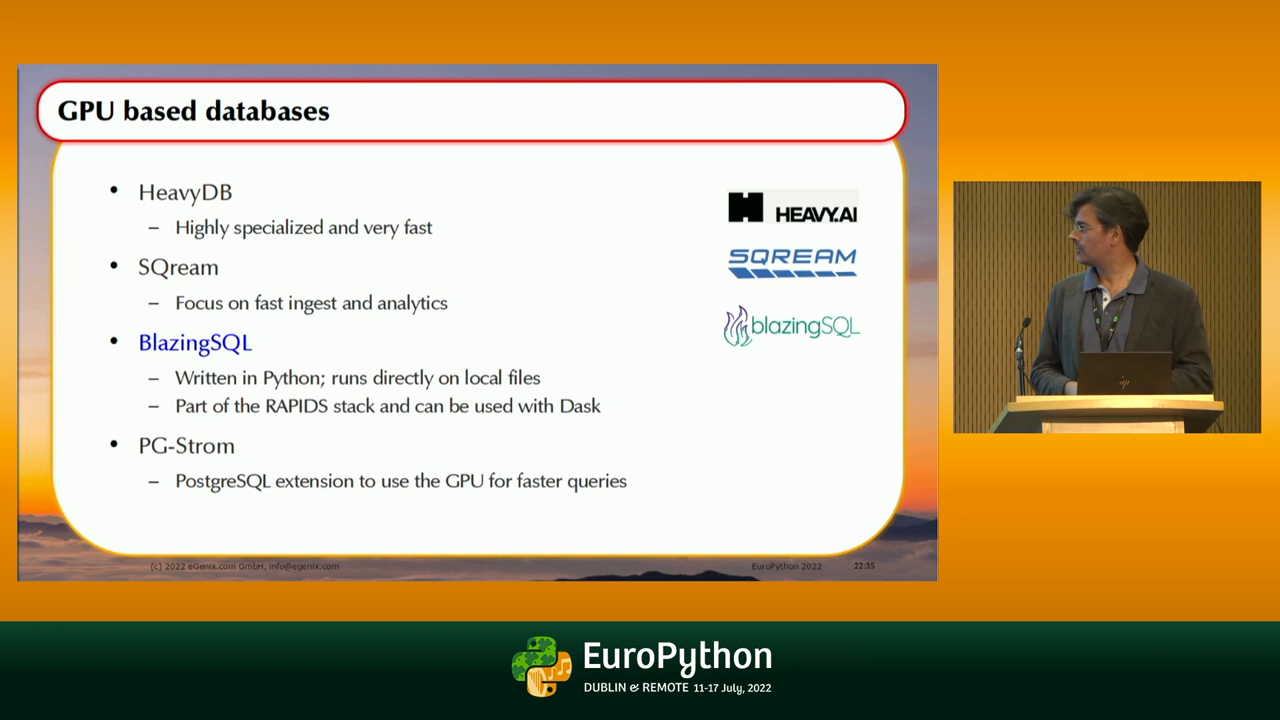 GPU based databases
• HeavyDB
– Highly specialized and very fast
• SQream
– Focus on fast ingest and analytics
• BlazingSQL
– Written in Python; runs directly on local files
– Part of the RAPIDS stack and can be used with Dask
• PG-Strom
– PostgreSQL extension to use the GPU for faster queries
HEAVY.AI
SQREAM
blazingSQL
(c) 2022 eGenix.com GmbH, info@egenix.com
EuroPython 2022
22:35
hp
EuroPython
DUBLIN & REMOTE 11-17 July, 2022